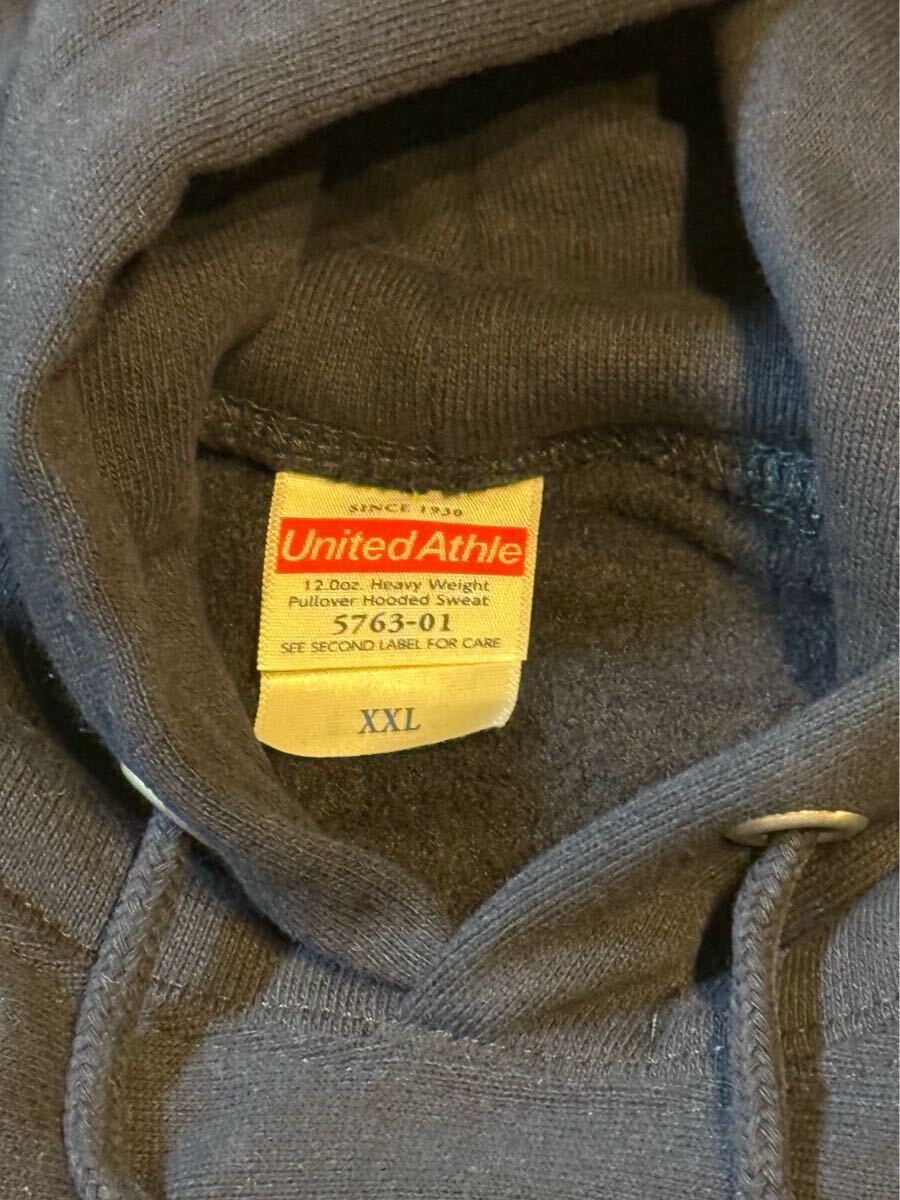 SINCE 1930
United Athle
12.0oz. Heavy Weight
Pullover Hooded Sweat
5763-01
SEE SECOND LABEL FOR CARE
XXL